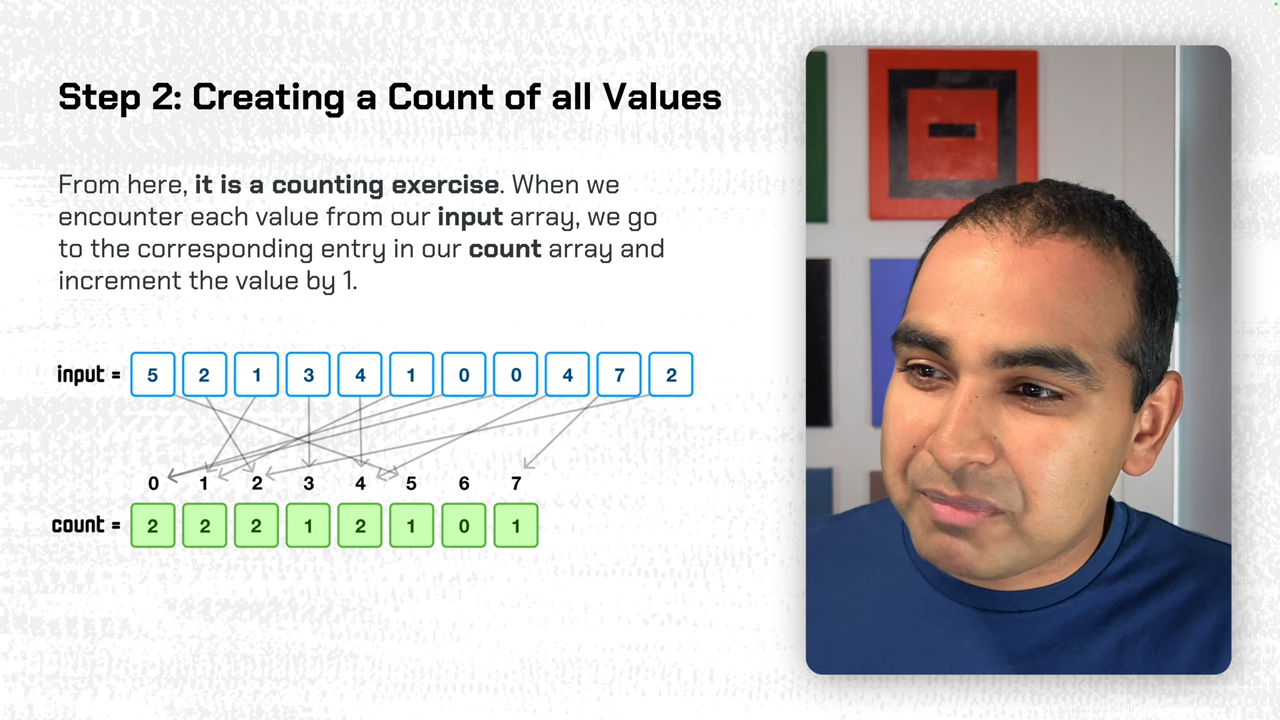 Step 2: Creating a Count of all Values
From here, it is a counting exercise. When we
encounter each value from our input array, we go
to the corresponding entry in our count array and
increment the value by 1.
input = 5 2 1 3 4 1 0 0 4 7 2
0 1 2 3 4 5 6 7
count = 2 2 2 1 2 1 0 1